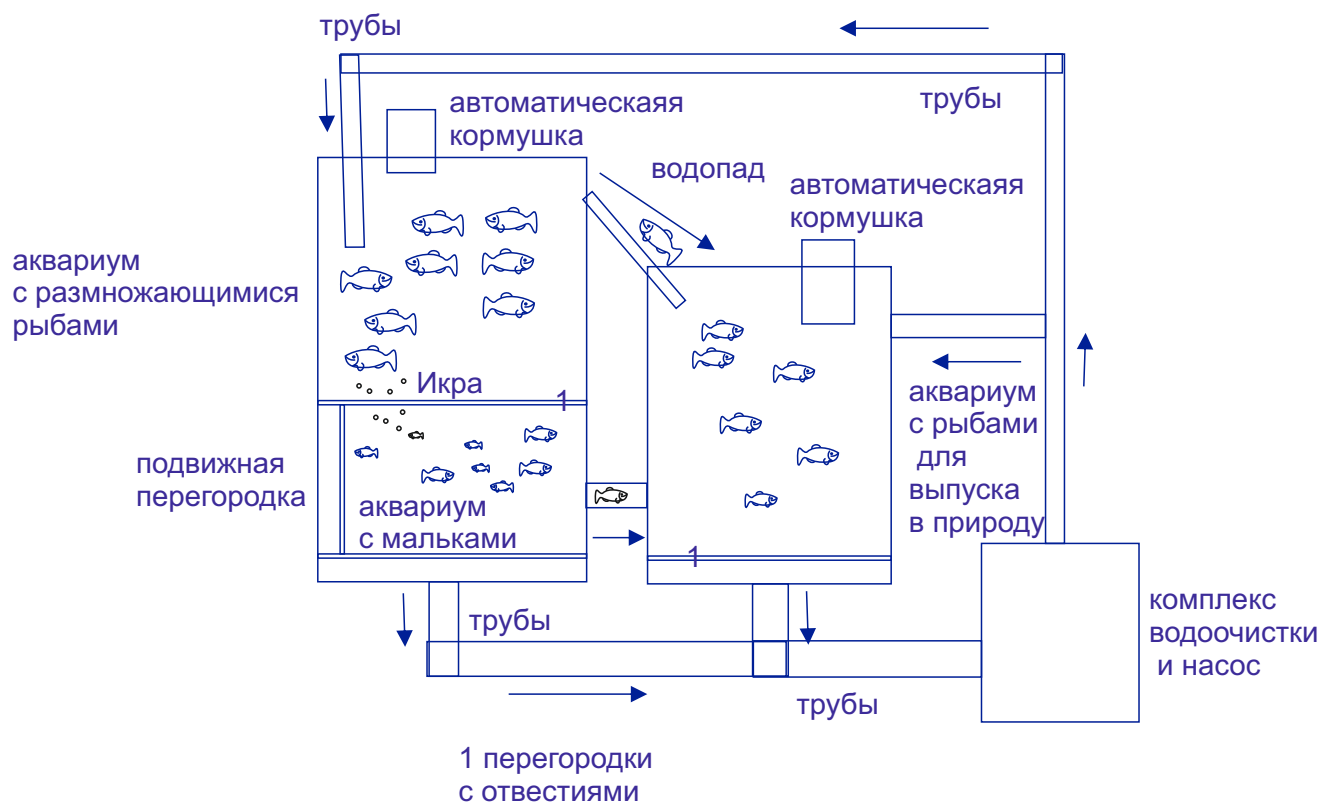 трубы
автоматическаяя
кормушка
трубы
водопад
автоматическаяя
кормушка
аквариум
с размножающимися
рыбами
Икра
1
аквариум
с рыбами
для
выпуска
в природу
подвижная
перегородка
аквариум
с мальками
1
трубы
комплекс
водоочистки
и насос
трубы
1 перегородки
с отвестиями